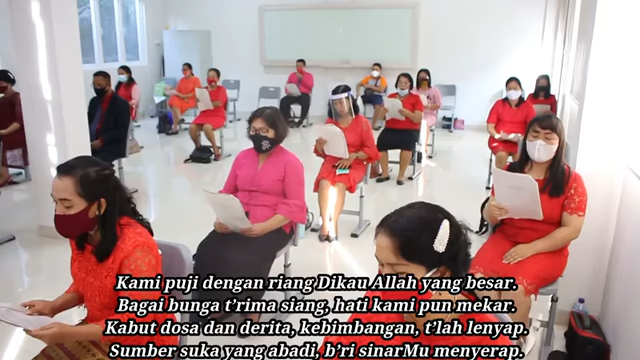 Kami puji dengan riang Dikau Allah yang besar.
Bagai bunga t'rima siang, hati kami pun mekar.
Kabut dosa dan derita, kebimbangan, t'lah lenyap.
Sumber suka yang abadi, b'ri sinarMu menyerap.